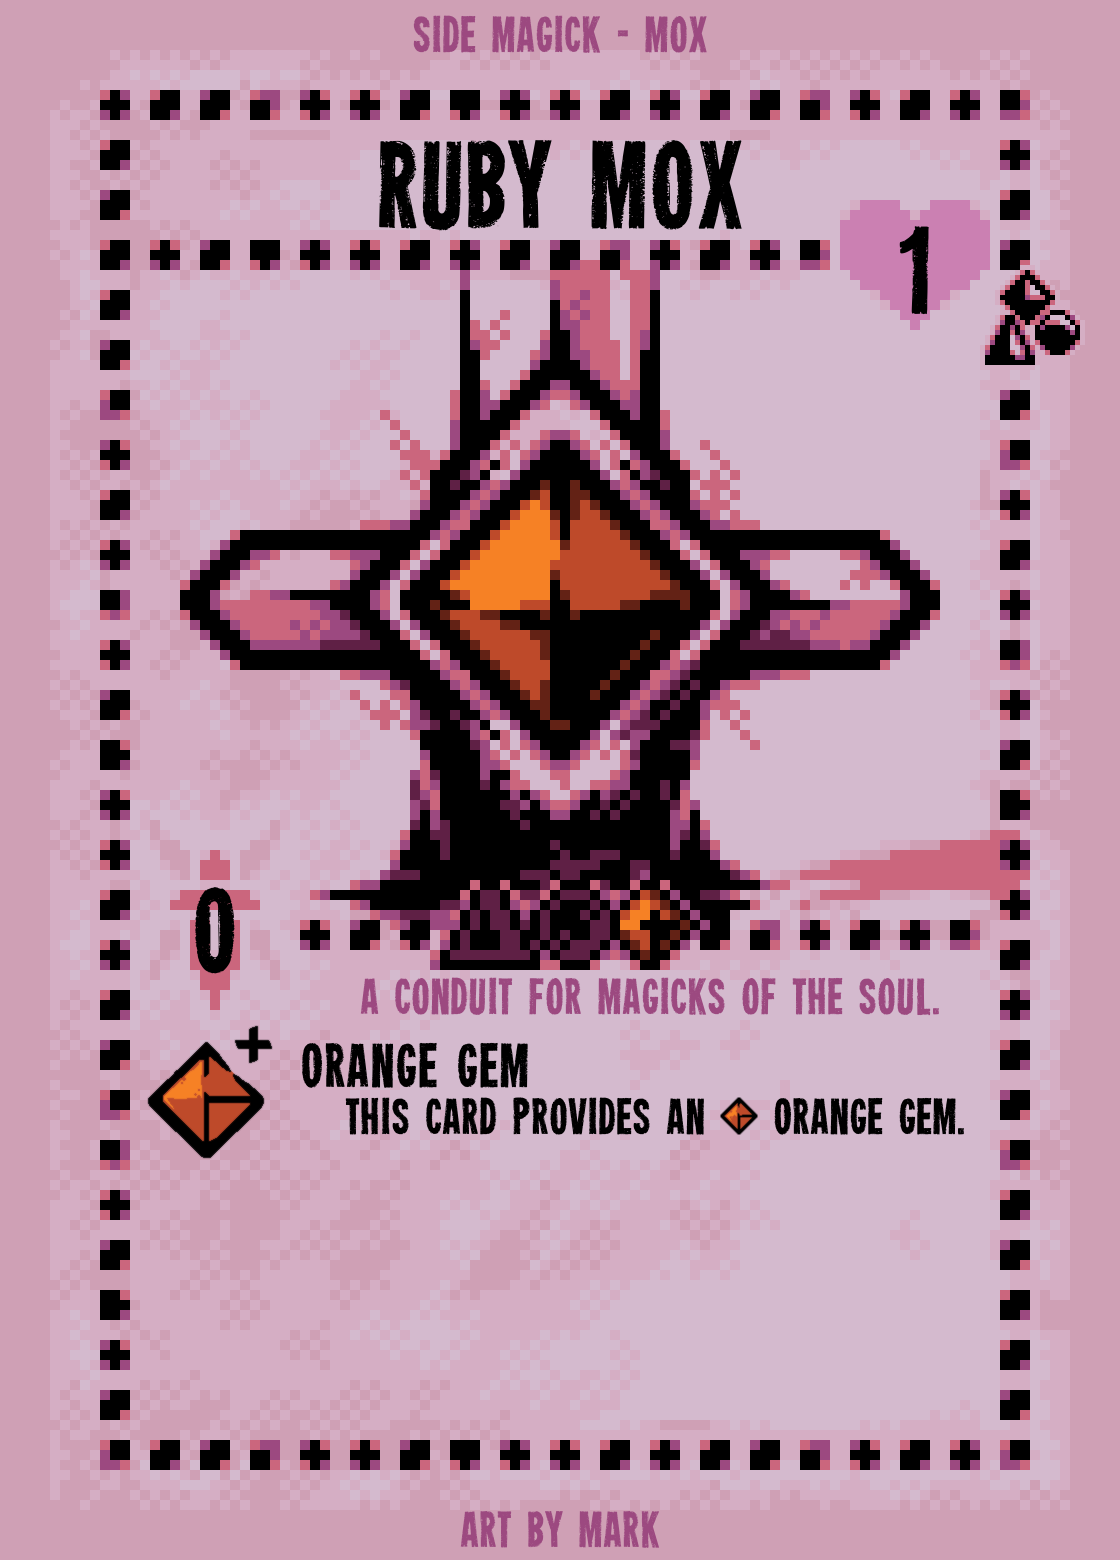 SIDE MAGICK - MOX
RUBY MOX
1
0
A CONDUIT FOR MAGICKS OF THE SOUL.
+
ORANGE GEM
THIS CARD PROVIDES AN ORANGE GEM.
ART BY MARK